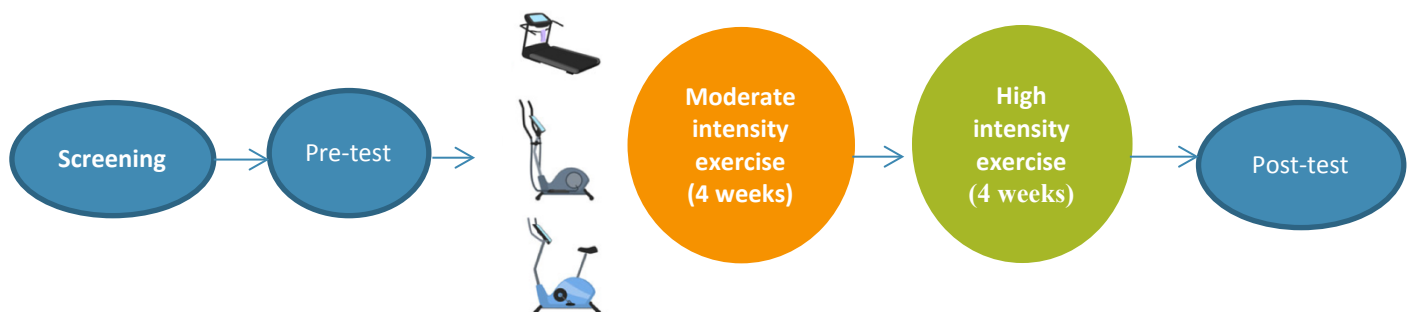 Screening
Pre-test
Moderate
intensity
exercise
(4 weeks)
High
intensity
exercise
(4 weeks)
Post-test